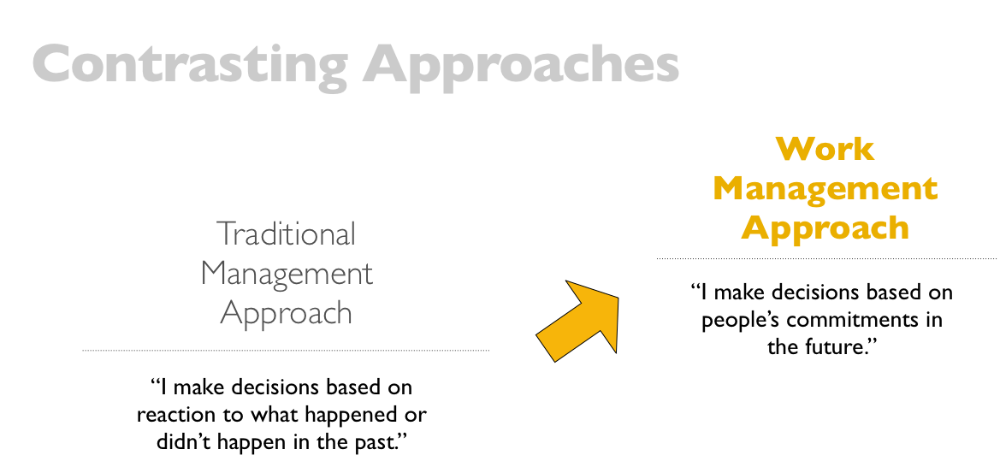 Contrasting Approaches
Traditional
Management
Approach
“I make decisions based on
reaction to what happened or
didn’t happen in the past.”
Work
Management
Approach
“I make decisions based on
people’s commitments in
the future.”